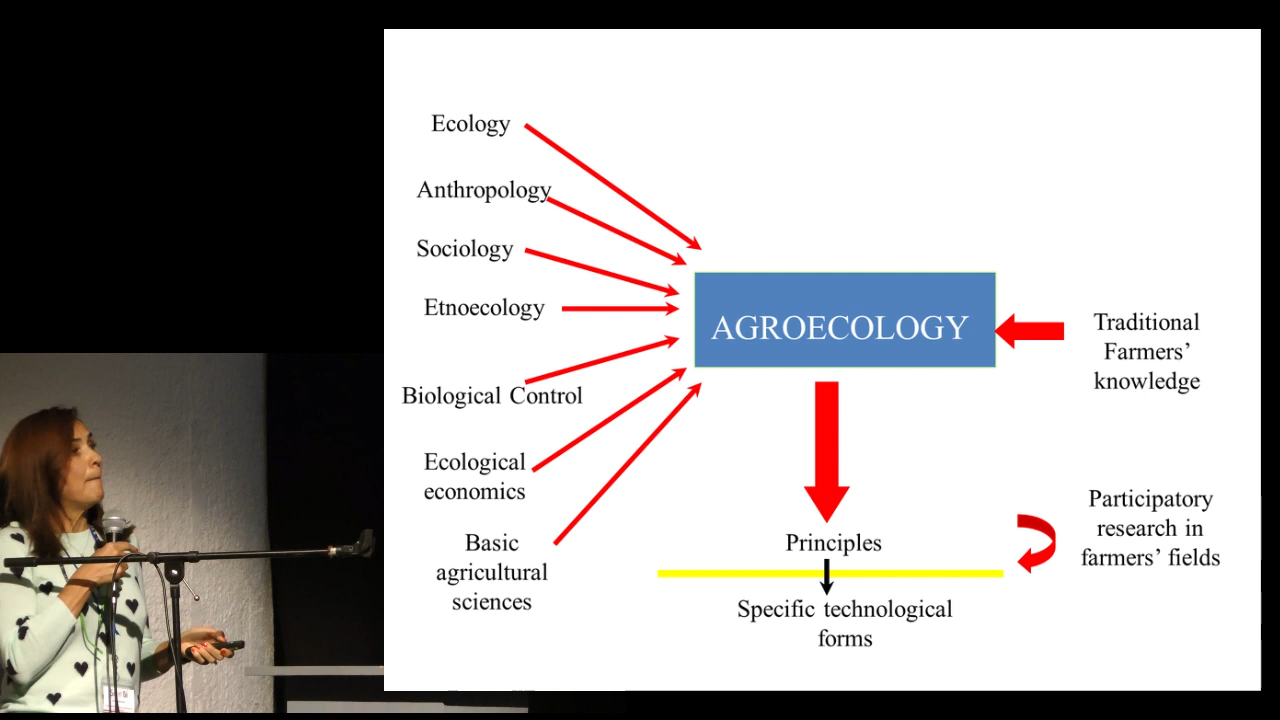 Ecology
Anthropology
Sociology
Etnoecology
Biological Control
Ecological
economics
Basic
agricultural
sciences
AGROECOLOGY
Traditional
Farmers’
knowledge
Principles
Specific technological
forms
Participatory
research in
farmers’ fields